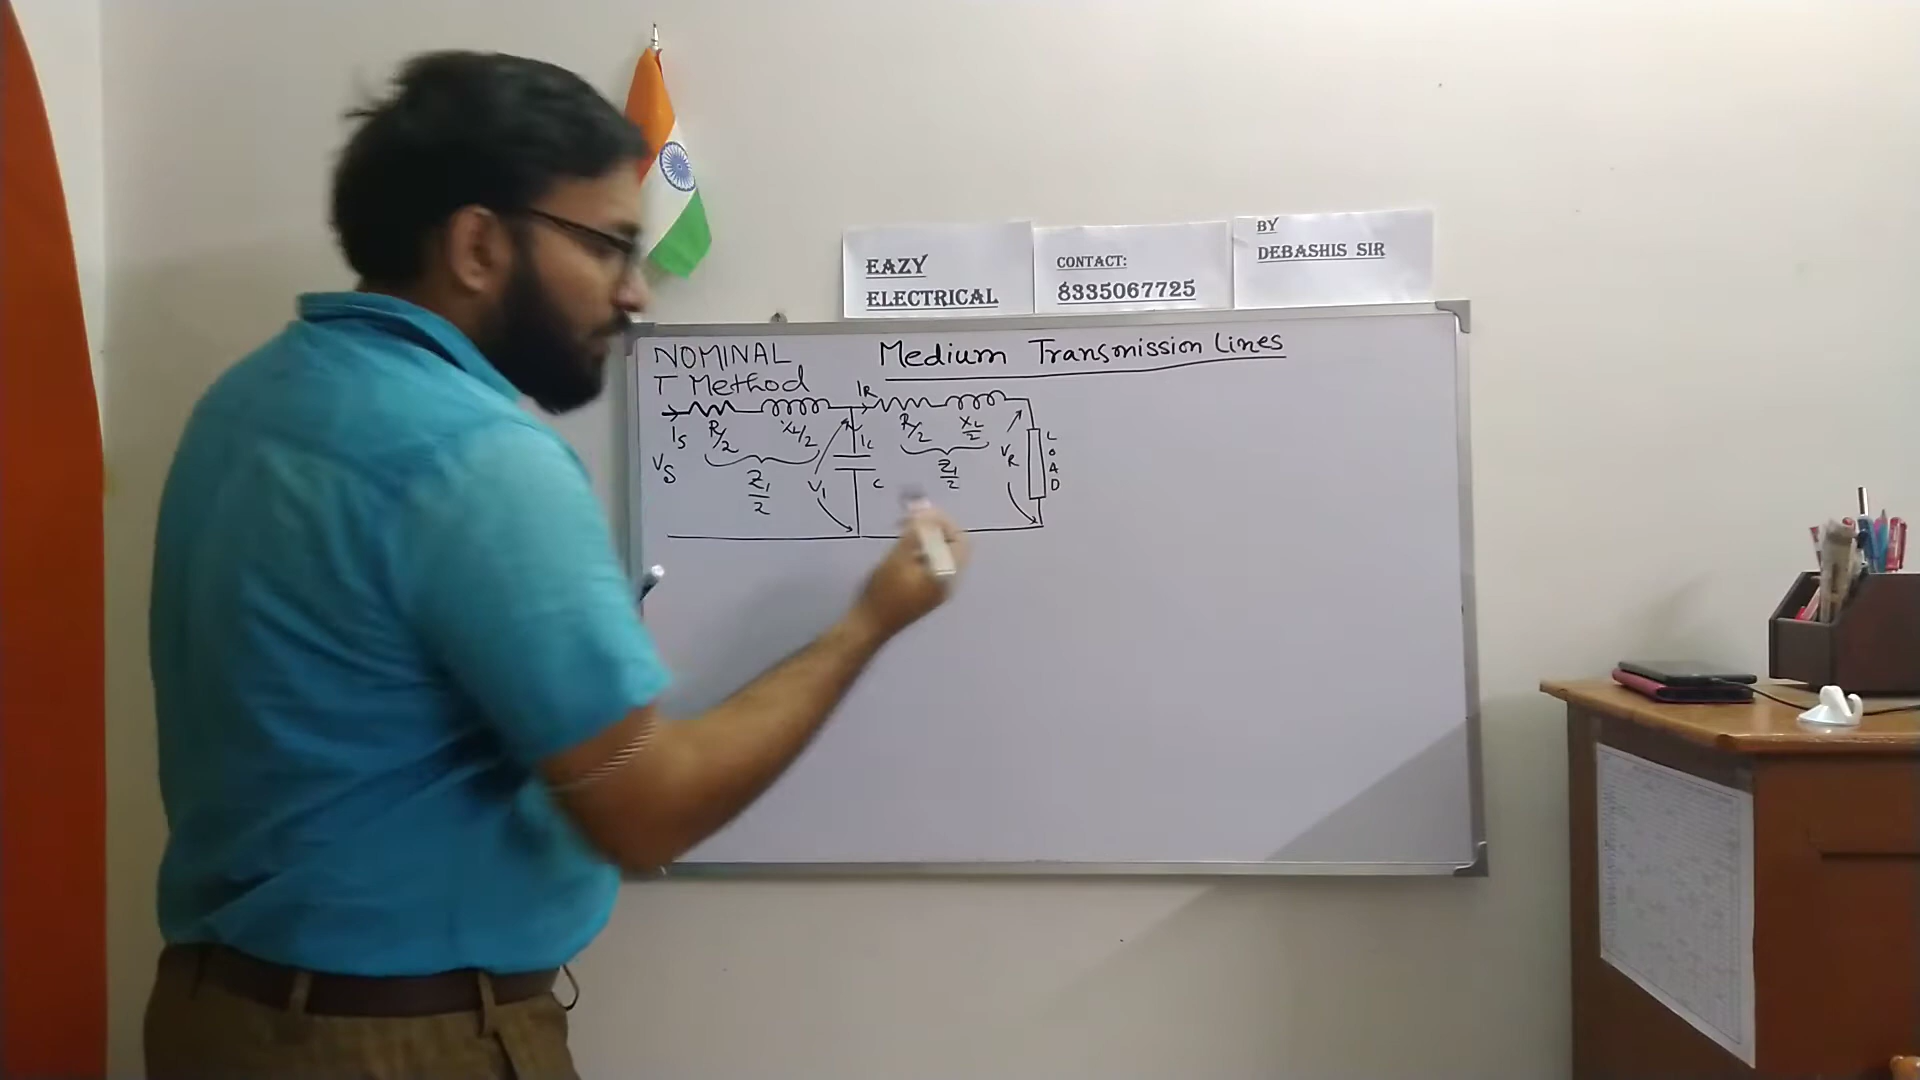 EAZY
ELECTRICAL
CONTACT:
8335067725
BY
DEBASHIS SIR
NOMINAL
T Method
Medium Transmission Lines
IR
IS
R/2
XL/2
IC
R/2
XL/2
VS
Z1/2
V1
C
Z1/2
VR
LOAD